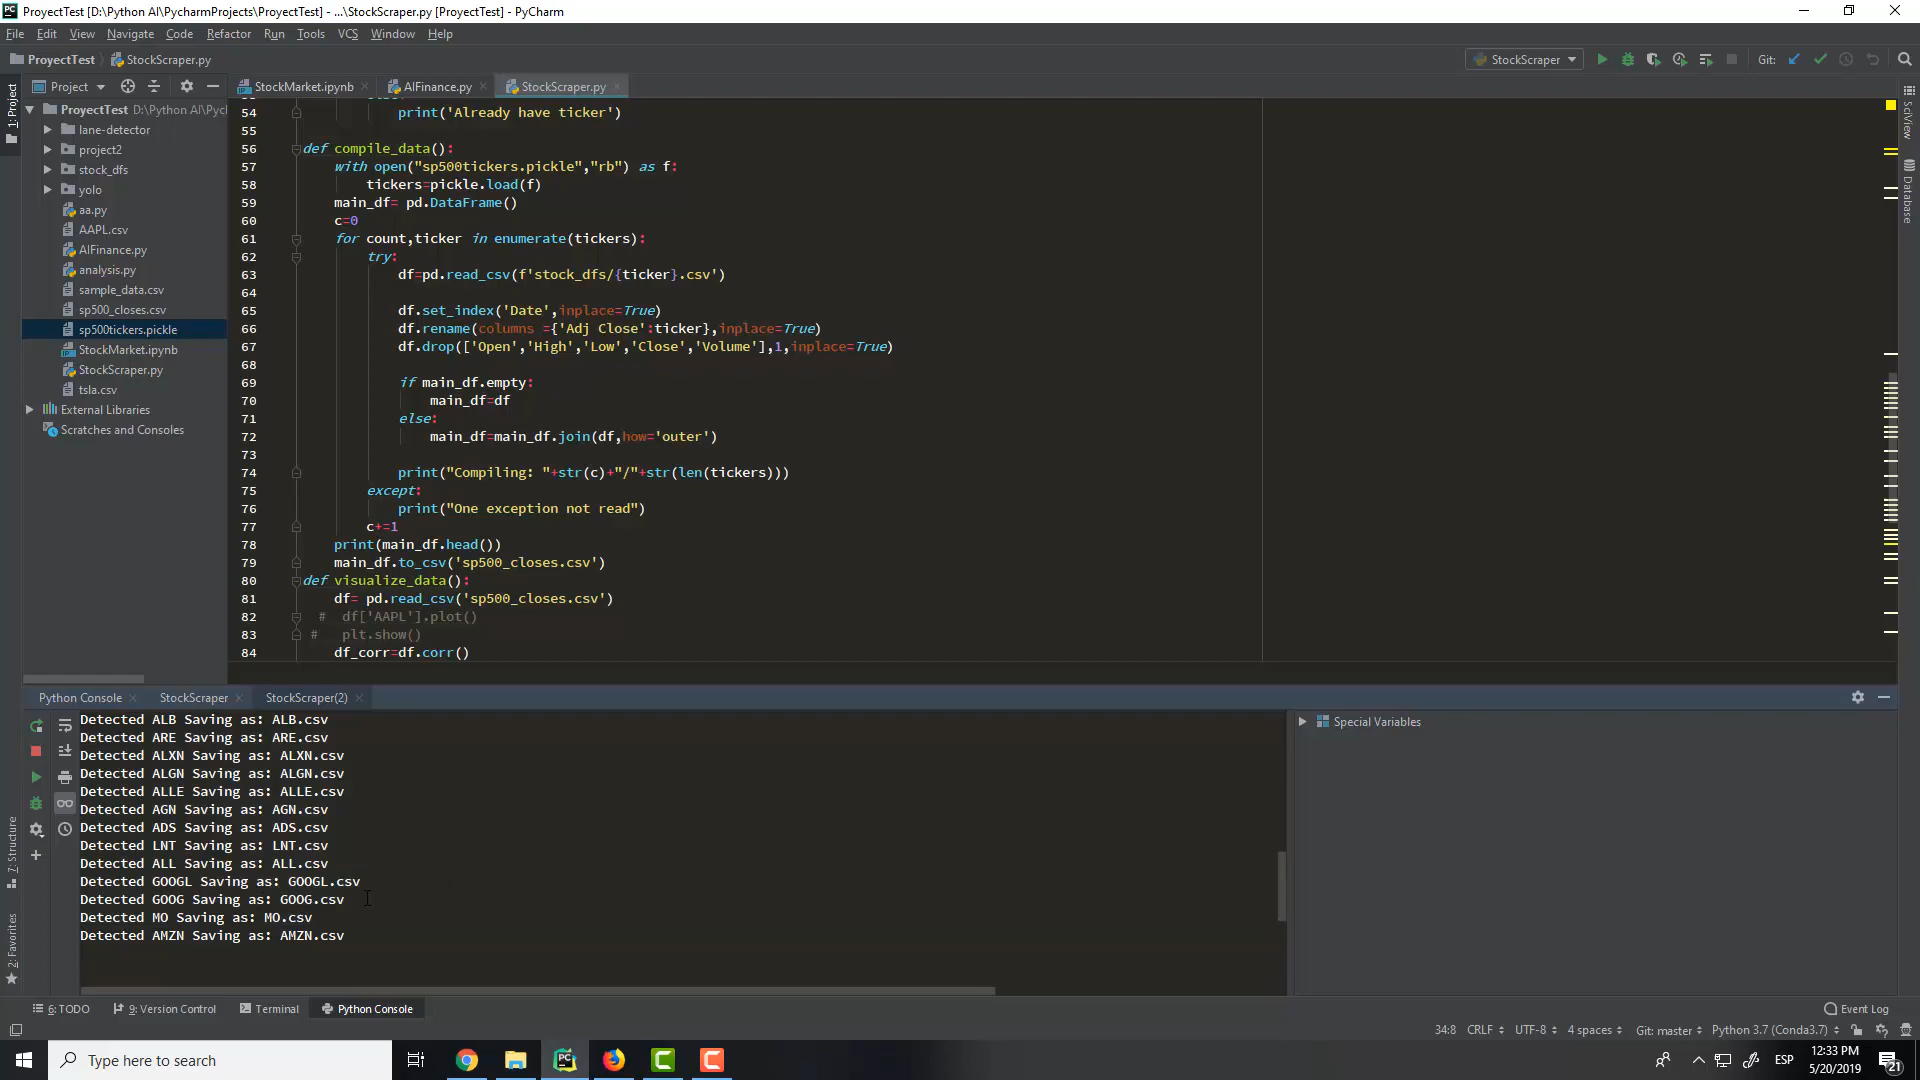 ProyectTest [D:\Python AI\PycharmProjects\ProyectTest] - ...\StockScraper.py [ProyectTest] - PyCharm
File Edit View Navigate Code Refactor Run Tools VCS Window Help
ProyectTest StockScraper.py StockScraper Git:
Project StockMarket.ipynb AIFinance.py StockScraper.py
1: Project
ProyectTest D:\Python AI\Pycl
lane-detector
project2
stock_dfs
yolo
aa.py
AAPL.csv
AIFinance.py
analysis.py
sample_data.csv
sp500_closes.csv
sp500tickers.pickle
StockMarket.ipynb
StockScraper.py
tsla.csv
External Libraries
Scratches and Consoles
54 print('Already have ticker')
55
56 def compile_data():
57 with open("sp500tickers.pickle","rb") as f:
58 tickers=pickle.load(f)
59 main_df= pd.DataFrame()
60 c=0
61 for count,ticker in enumerate(tickers):
62 try:
63 df=pd.read_csv(f'stock_dfs/{ticker}.csv')
64
65 df.set_index('Date',inplace=True)
66 df.rename(columns ={'Adj Close':ticker},inplace=True)
67 df.drop(['Open','High','Low','Close','Volume'],1,inplace=True)
68
69 if main_df.empty:
70 main_df=df
71 else:
72 main_df=main_df.join(df,how='outer')
73
74 print("Compiling: "+str(c)+"/"+str(len(tickers)))
75 except:
76 print("One exception not read")
77 c+=1
78 print(main_df.head())
79 main_df.to_csv('sp500_closes.csv')
80 def visualize_data():
81 df= pd.read_csv('sp500_closes.csv')
82 # df['AAPL'].plot()
83 # plt.show()
84 df_corr=df.corr()
SciView
Database
Python Console StockScraper StockScraper(2)
Detected ALB Saving as: ALB.csv
Detected ARE Saving as: ARE.csv
Detected ALXN Saving as: ALXN.csv
Detected ALGN Saving as: ALGN.csv
Detected ALLE Saving as: ALLE.csv
Detected AGN Saving as: AGN.csv
Detected ADS Saving as: ADS.csv
Detected LNT Saving as: LNT.csv
Detected ALL Saving as: ALL.csv
Detected GOOGL Saving as: GOOGL.csv
Detected GOOG Saving as: GOOG.csv
Detected MO Saving as: MO.csv
Detected AMZN Saving as: AMZN.csv
Special Variables
7: Structure
2: Favorites
6: TODO 9: Version Control Terminal Python Console Event Log
34:8 CRLF UTF-8 4 spaces Git: master Python 3.7 (Conda3.7)
Type here to search
ESP
12:33 PM
5/20/2019
21